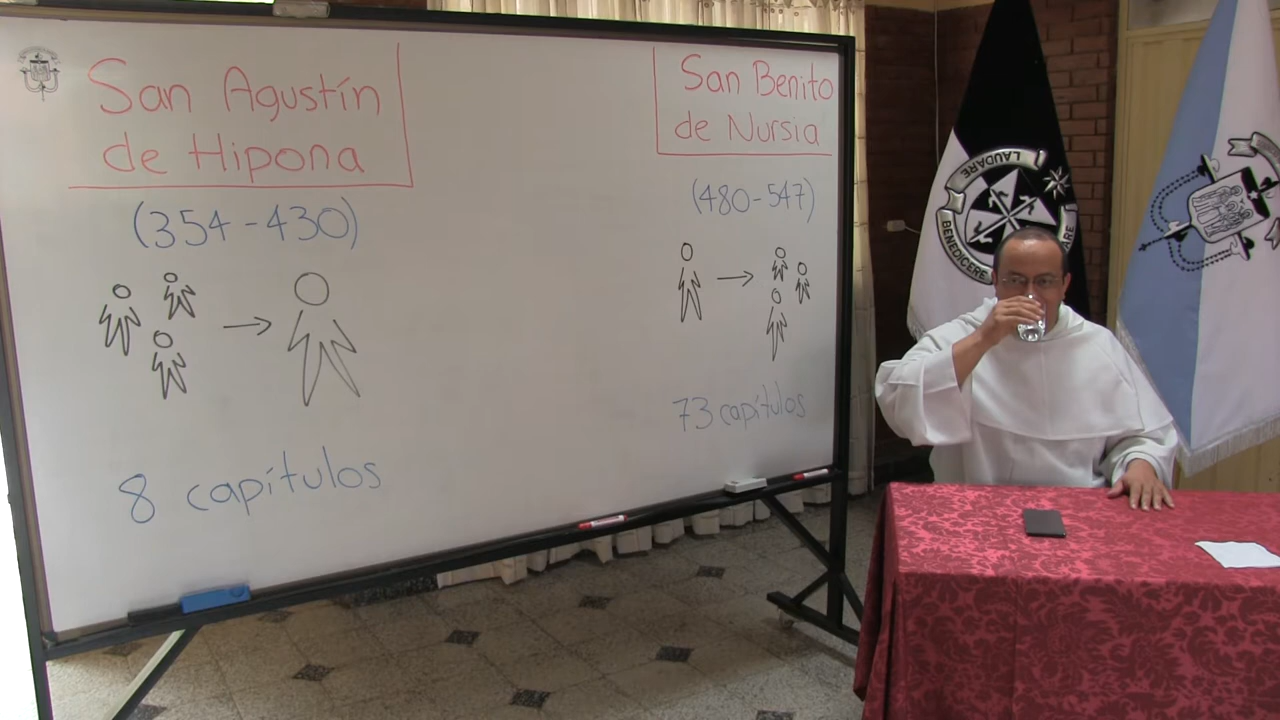 San Agustín
de Hipona
(354-430)
8 capítulos
San Benito
de Nursia
(480-547)
73 capítulos
LAUDARE
BENEDICERE